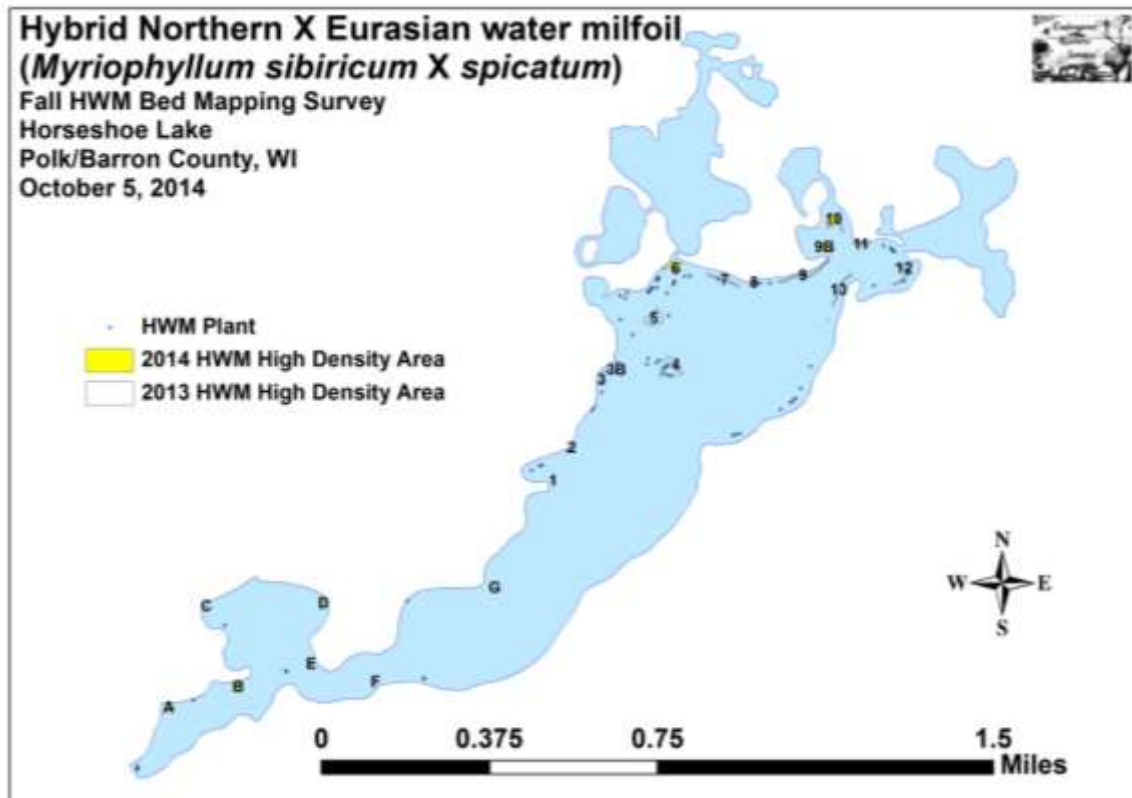 Hybrid Northern X Eurasian water milfoil
(Myriophyllum sibiricum X spicatum)
Fall HWM Bed Mapping Survey
Horseshoe Lake
Polk/Barron County, WI
October 5, 2014
10
9B
11
6
7
8
9
12
13
HWM Plant
5
2014 HWM High Density Area
3B
4
3
2013 HWM High Density Area
2
1
N
W
E
S
G
C
D
E
F
B
A
0
0.375
0.75
1.5
Miles